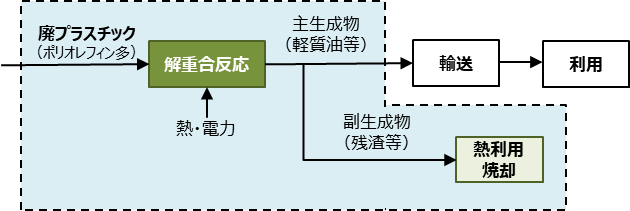 廃プラスチック
（ポリオレフィン多）
解重合反応
熱・電力
主生成物
（軽質油等）
輸送
利用
副生成物
（残渣等）
熱利用
焼却